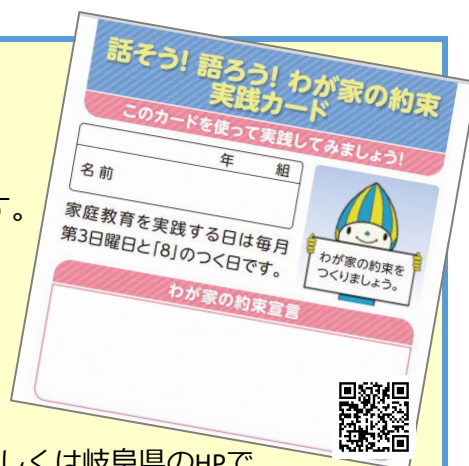 話そう! 語ろう! わが家の約束
実践カード
このカードを使って実践してみましょう!
年 組
名前
す。
家庭教育を実践する日は毎月
第3日曜日と「8」のつく日です。
わが家の約束を
つくりましょう。
わが家の約束宣言
しくは岐阜県のHPで